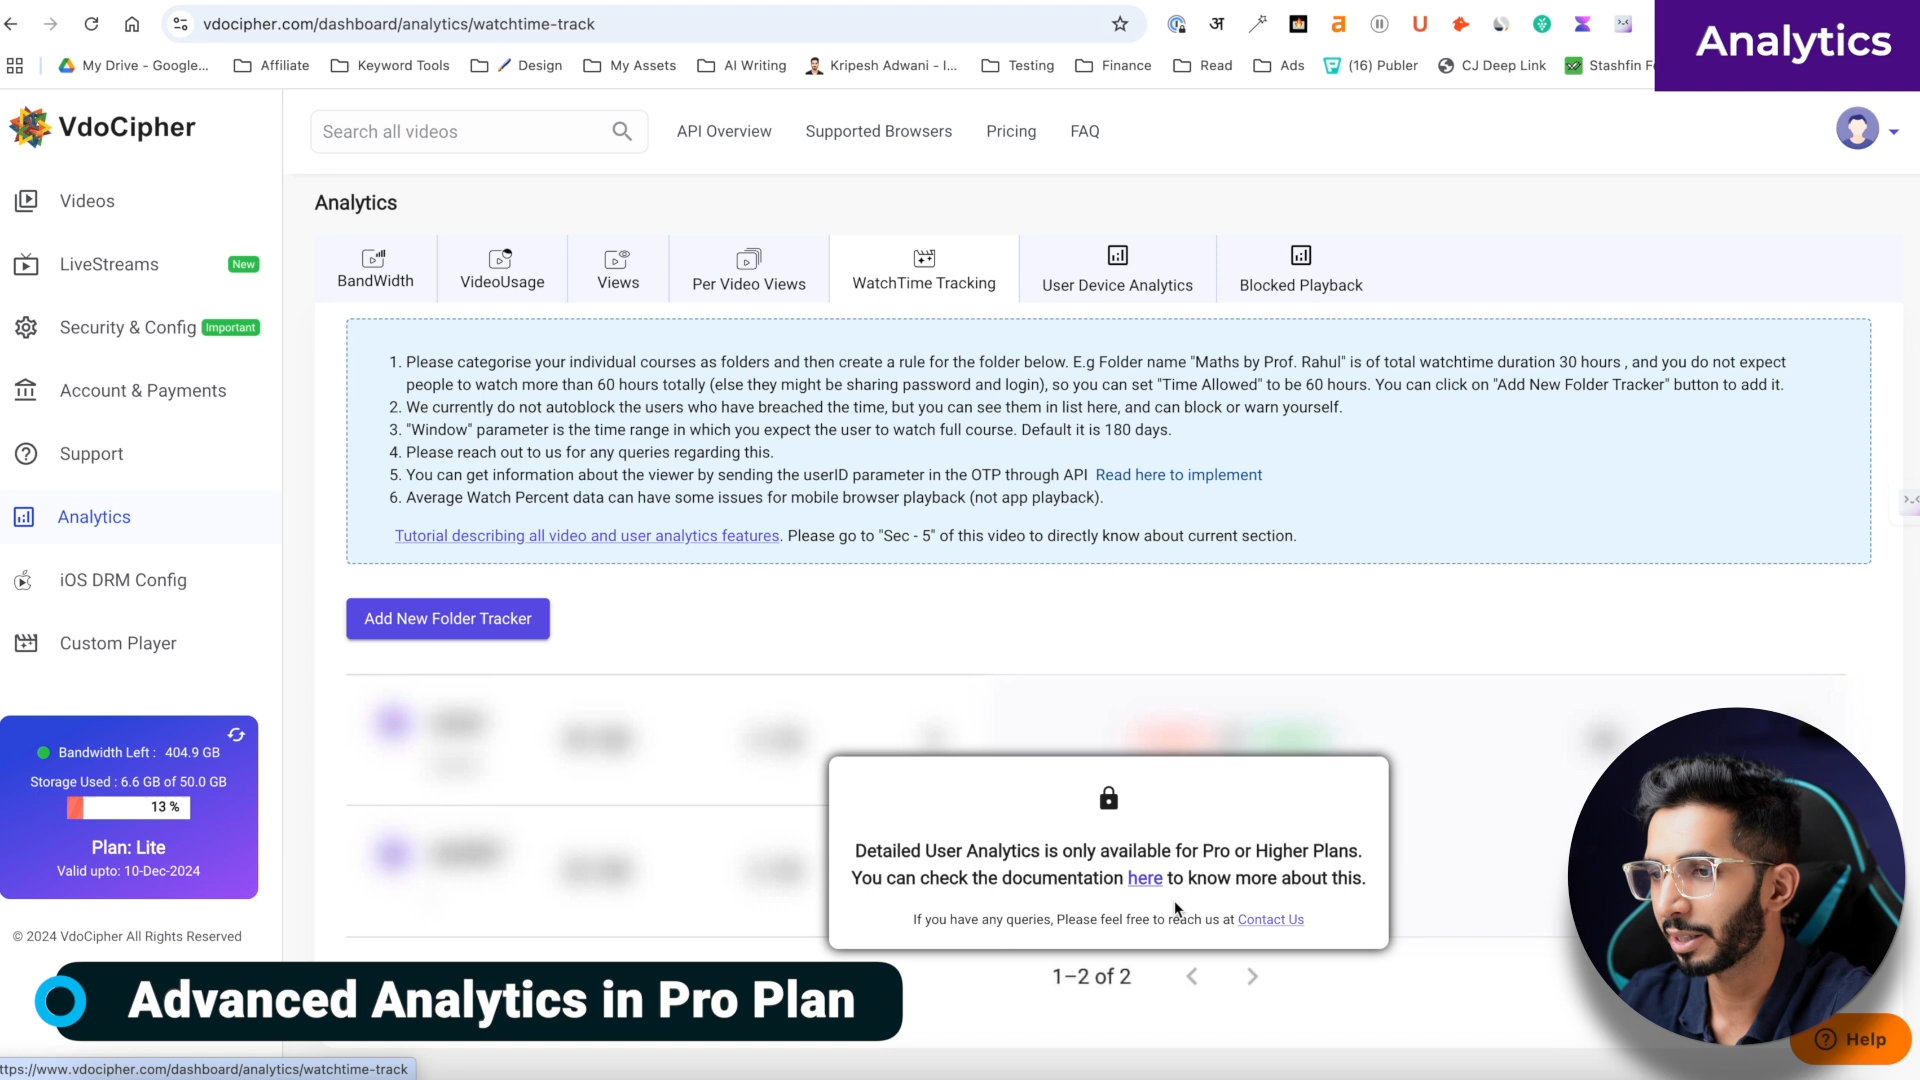 vdocipher.com/dashboard/analytics/watchtime-track
Analytics
My Drive - Google...
Affiliate
Keyword Tools
Design
My Assets
AI Writing
Kripesh Adwani - I...
Testing
Finance
Read
Ads
(16) Publer
CJ Deep Link
Stashfin F
VdoCipher
Search all videos
API Overview
Supported Browsers
Pricing
FAQ
Videos
LiveStreams New
Security & Config Important
Account & Payments
Support
Analytics
iOS DRM Config
Custom Player
Analytics
BandWidth
VideoUsage
Views
Per Video Views
WatchTime Tracking
User Device Analytics
Blocked Playback
1. Please categorise your individual courses as folders and then create a rule for the folder below. E.g Folder name "Maths by Prof. Rahul" is of total watchtime duration 30 hours , and you do not expect
people to watch more than 60 hours totally (else they might be sharing password and login), so you can set "Time Allowed" to be 60 hours. You can click on "Add New Folder Tracker" button to add it.
2. We currently do not autoblock the users who have breached the time, but you can see them in list here, and can block or warn yourself.
3. "Window" parameter is the time range in which you expect the user to watch full course. Default it is 180 days.
4. Please reach out to us for any queries regarding this.
5. You can get information about the viewer by sending the userID parameter in the OTP through API Read here to implement
6. Average Watch Percent data can have some issues for mobile browser playback (not app playback).
Tutorial describing all video and user analytics features. Please go to "Sec - 5" of this video to directly know about current section.
Add New Folder Tracker
Detailed User Analytics is only available for Pro or Higher Plans.
You can check the documentation here to know more about this.
If you have any queries, Please feel free to reach us at Contact Us
1–2 of 2
Bandwidth Left : 404.9 GB
Storage Used : 6.6 GB of 50.0 GB
13 %
Plan: Lite
Valid upto: 10-Dec-2024
© 2024 VdoCipher All Rights Reserved
Advanced Analytics in Pro Plan
Help
ttps://www.vdocipher.com/dashboard/analytics/watchtime-track